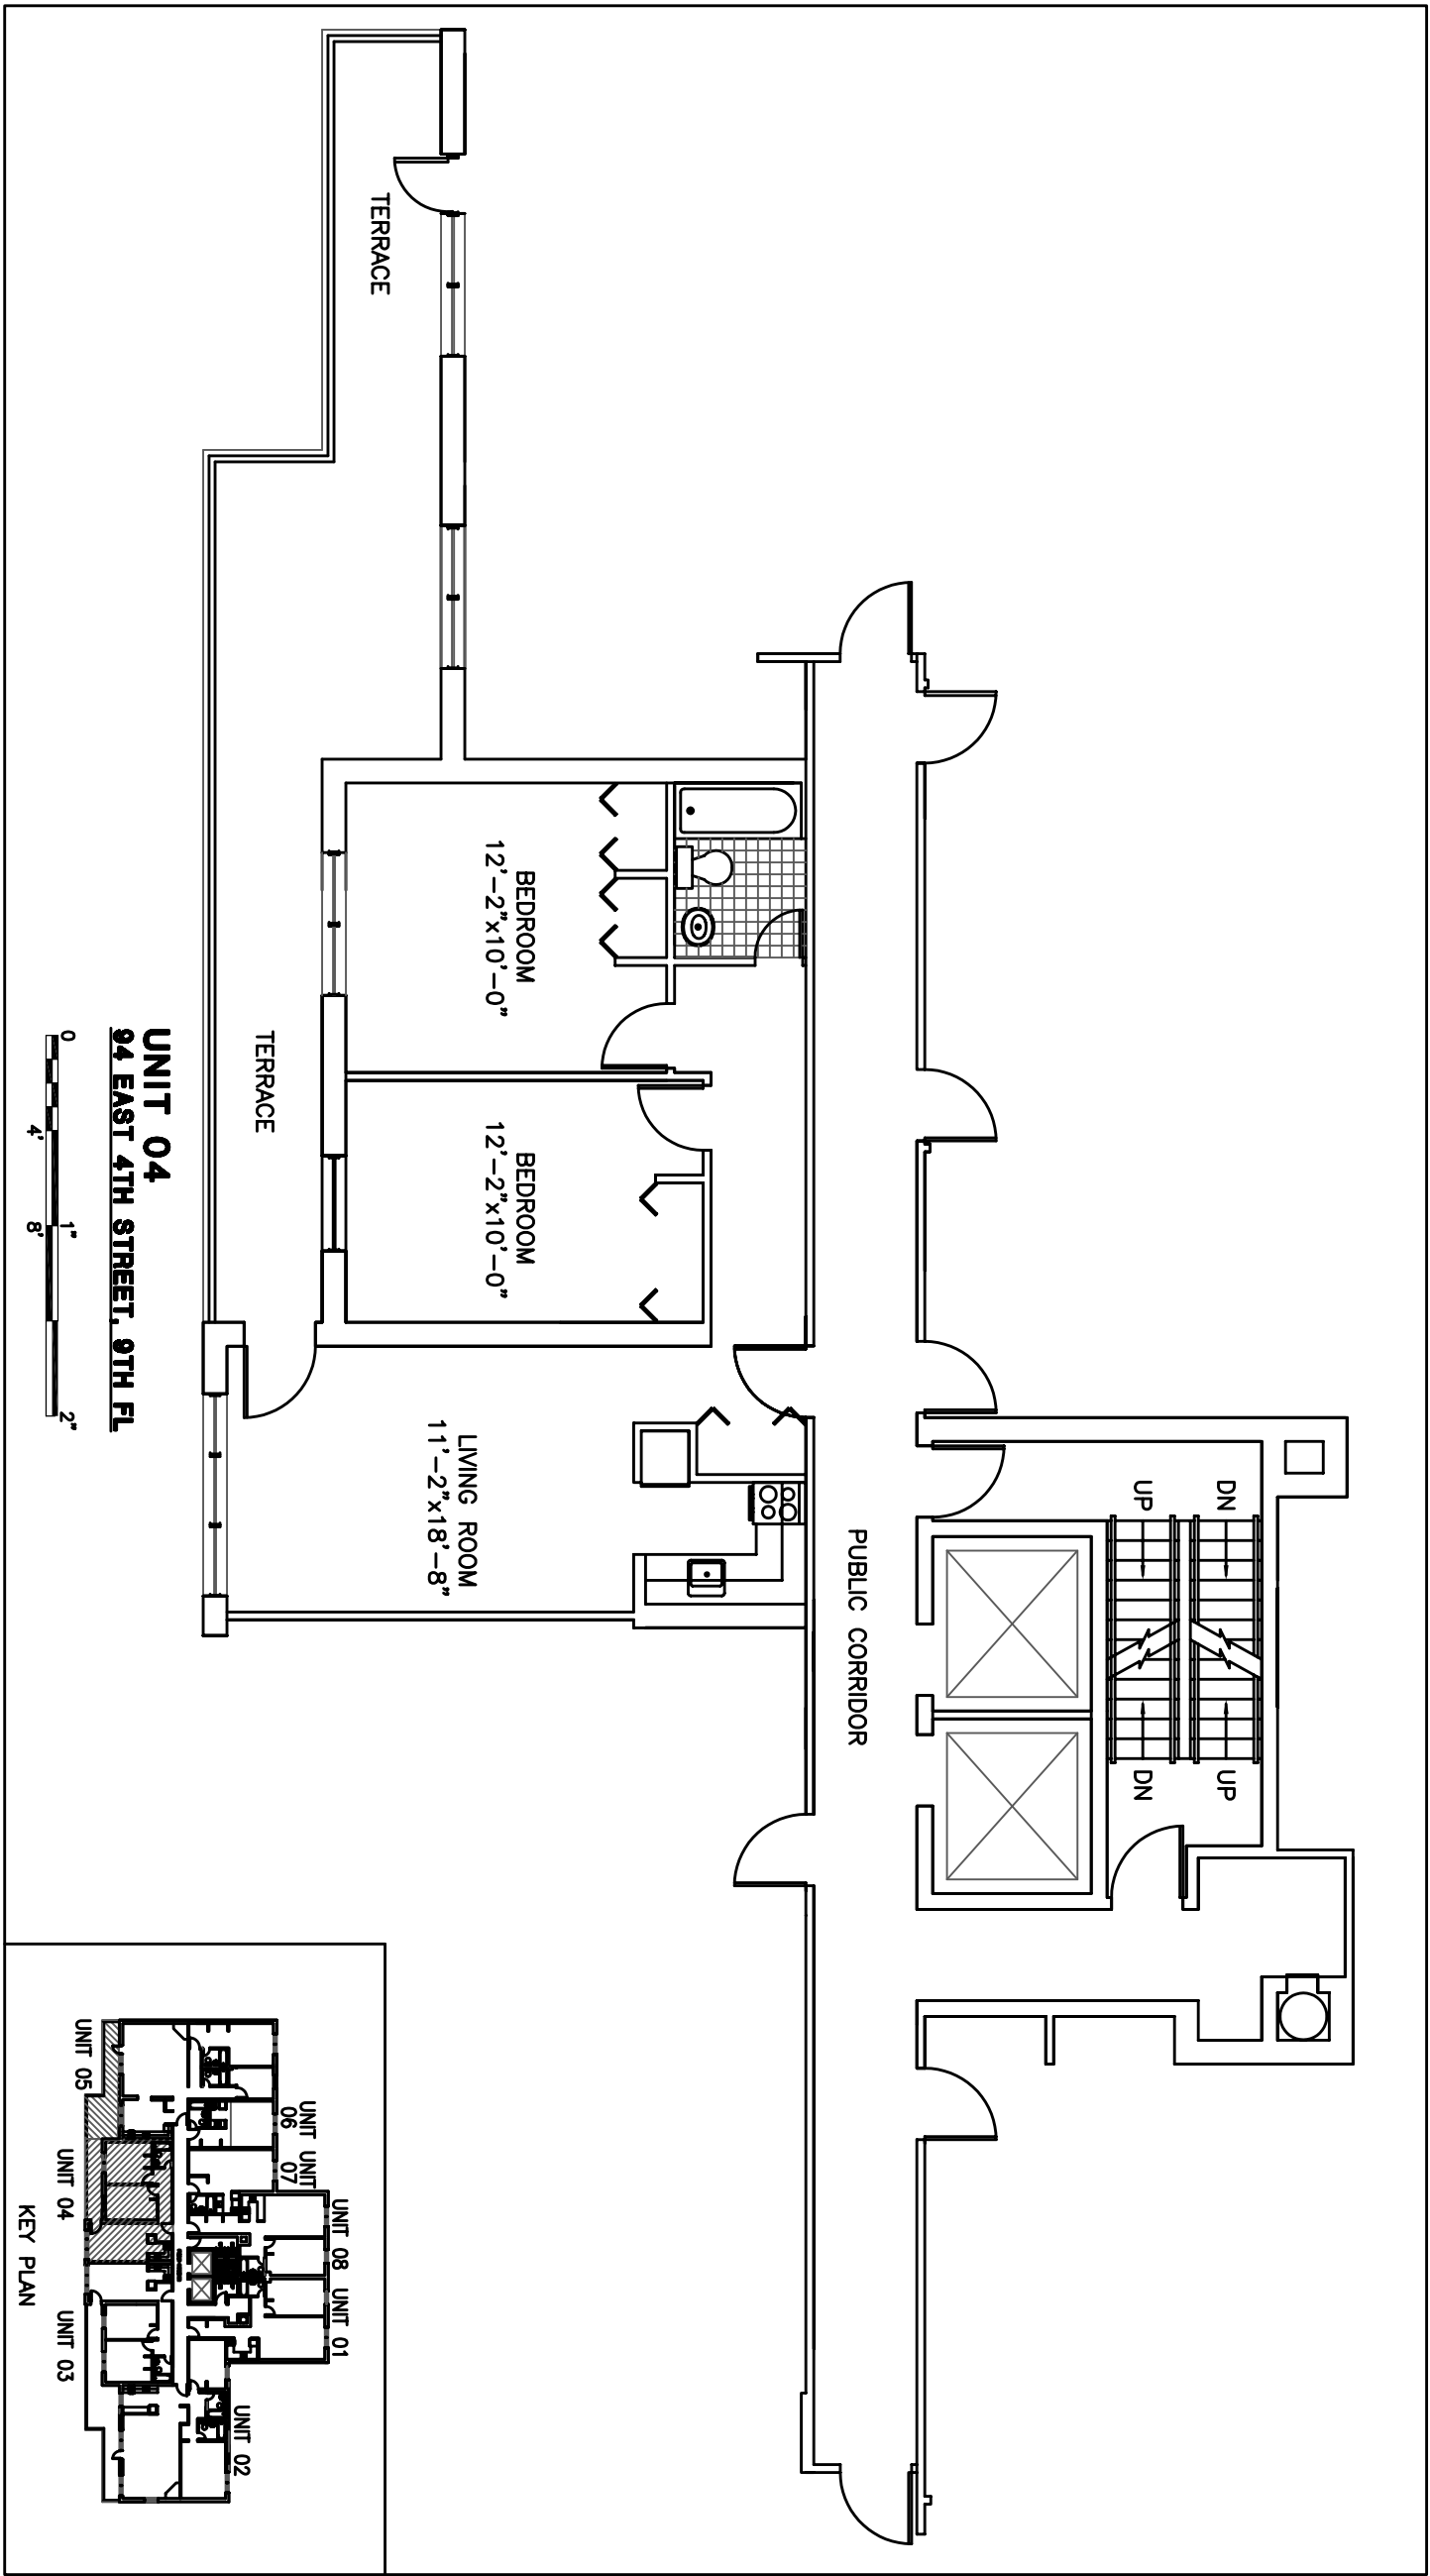 DN
UP
UP
DN
PUBLIC CORRIDOR
TERRACE
BEDROOM
12'-2"x10'-0"
BEDROOM
12'-2"x10'-0"
LIVING ROOM
11'-2"x18'-8"
TERRACE
UNIT 04
94 EAST 4TH STREET, 9TH FL
0 1" 2"
4' 8'
UNIT 08
UNIT 01
UNIT
06
UNIT
07
UNIT 02
UNIT 05
UNIT 04
UNIT 03
KEY PLAN